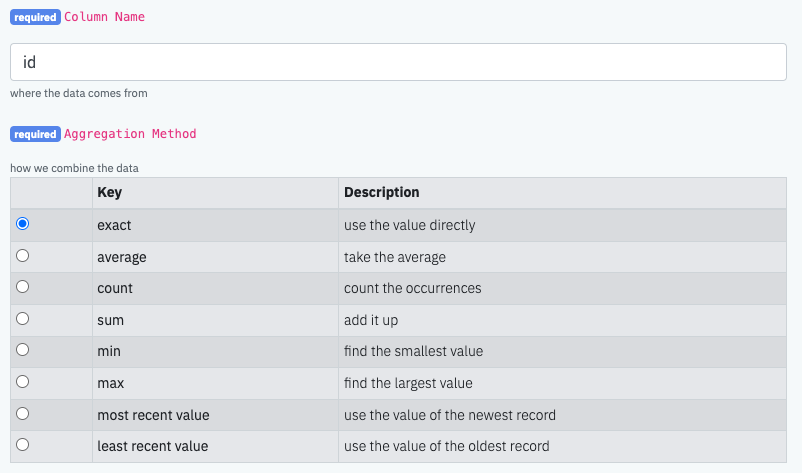 required Column Name
id
where the data comes from
required Aggregation Method
how we combine the data
Key Description
exact use the value directly
average take the average
count count the occurrences
sum add it up
min find the smallest value
max find the largest value
most recent value use the value of the newest record
least recent value use the value of the oldest record